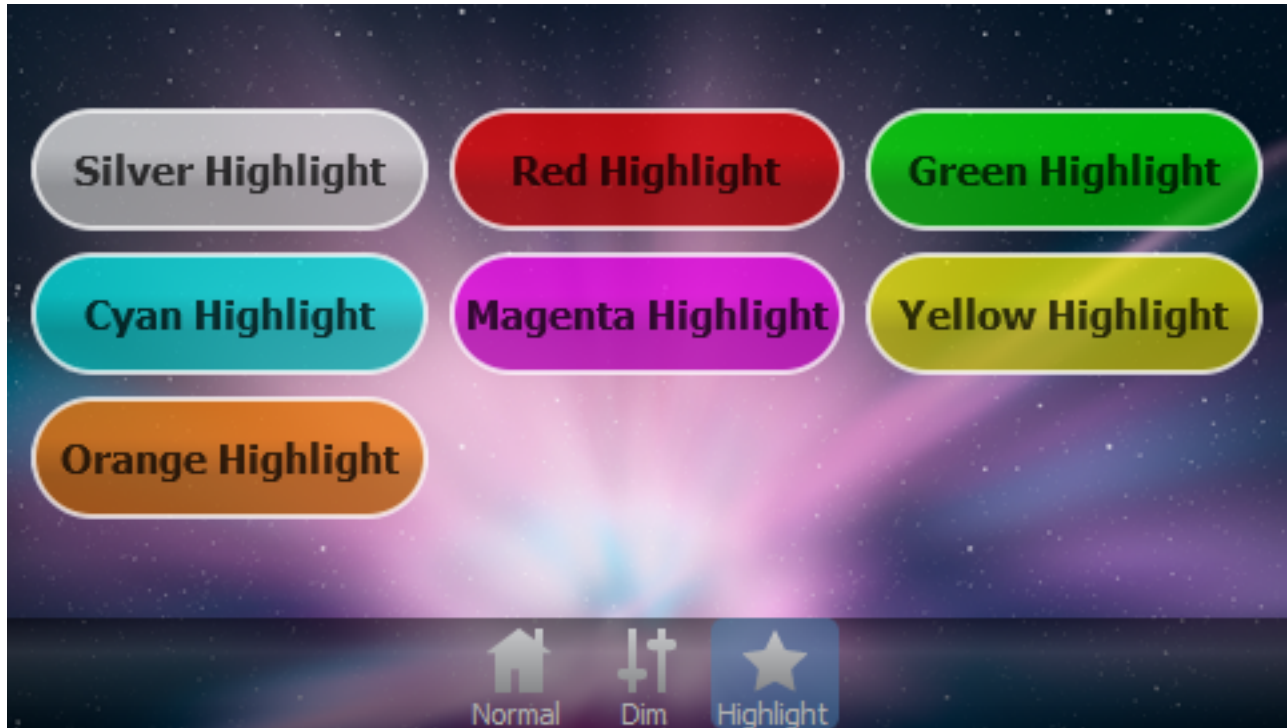 Silver Highlight
Red Highlight
Green Highlight
Cyan Highlight
Magenta Highlight
Yellow Highlight
Orange Highlight
Normal
Dim
Highlight